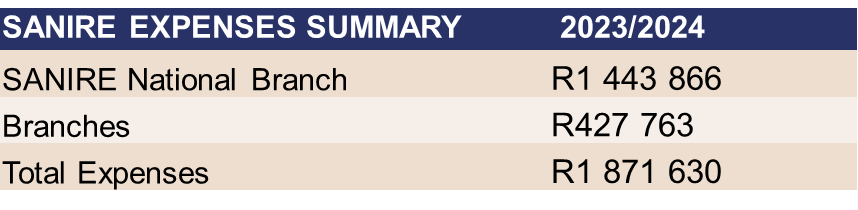 SANIRE EXPENSES SUMMARY 2023/2024
SANIRE National Branch R1 443 866
Branches R427 763
Total Expenses R1 871 630